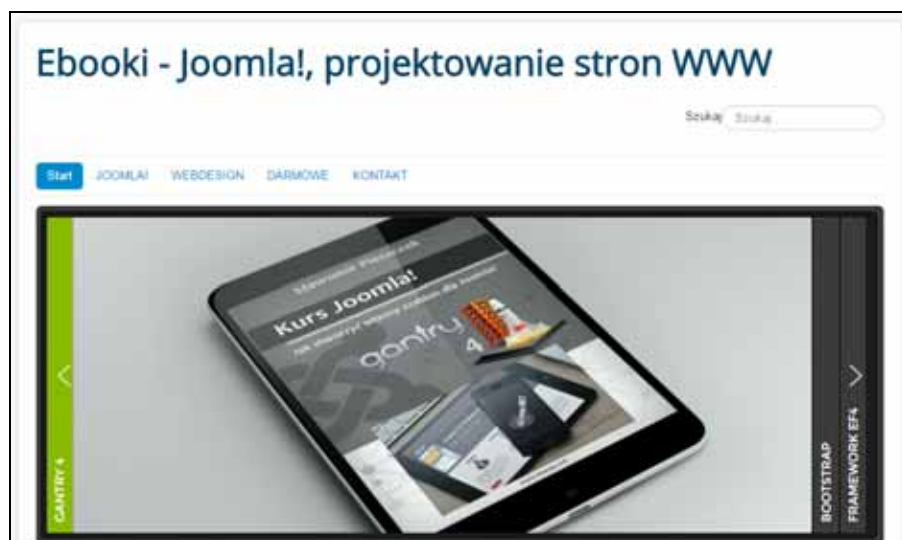 Ebooki - Joomla!, projektowanie stron WWW
Szukaj Szukaj
Start JOOMLA! WEBDESIGN DARMOWE KONTAKT
GANTRY 4
Kurs Joomla!
gantry 4
BOOTSTRAP
FRAMEWORK EF4